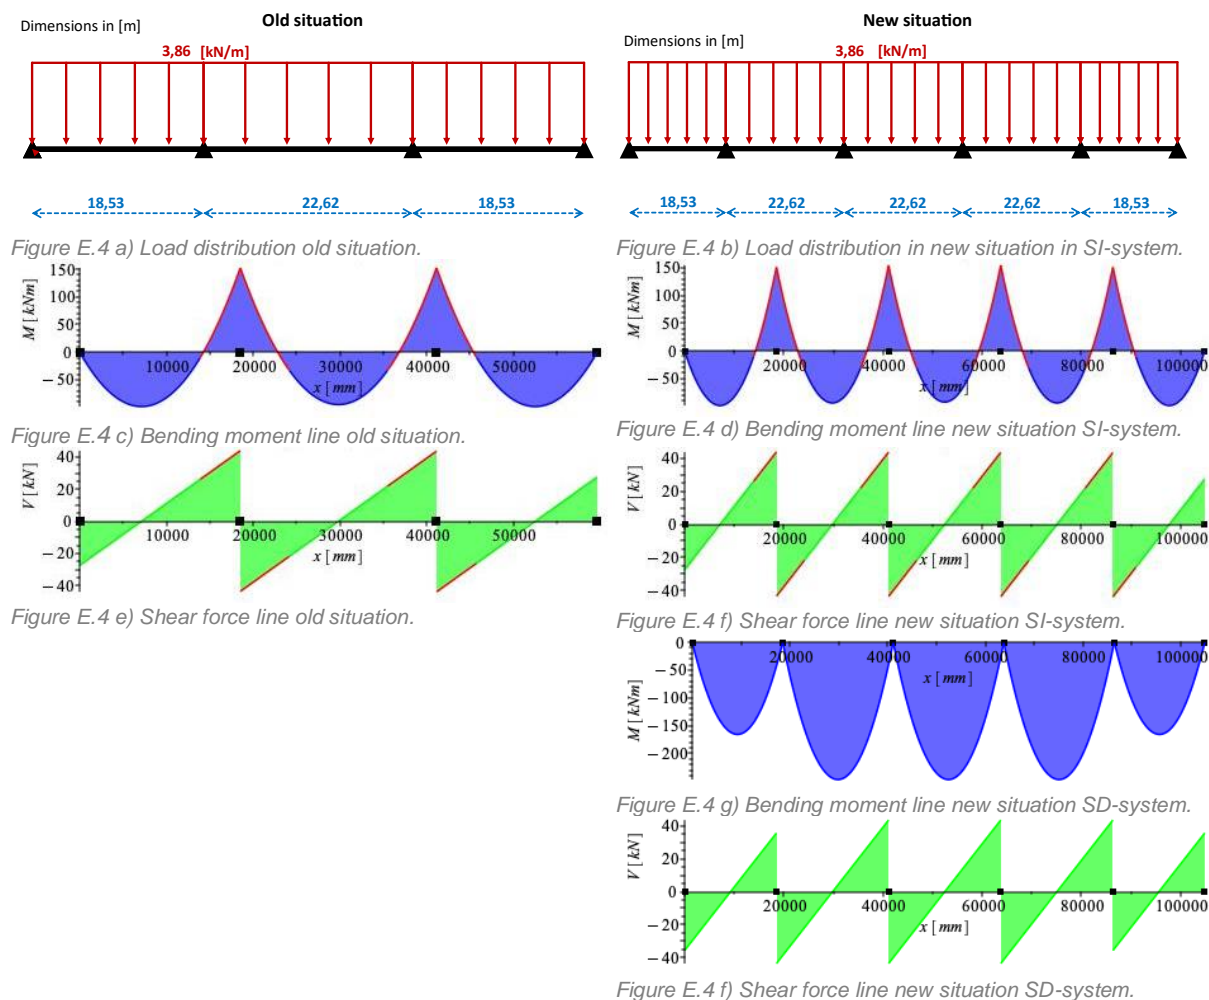 Old situation
New situation
Dimensions in [m]
3,86 [kN/m]
Dimensions in [m]
3,86 [kN/m]
18,53 22,62 18,53
18,53 22,62 22,62 22,62 18,53
Figure E.4 a) Load distribution old situation.
Figure E.4 b) Load distribution in new situation in SI-system.
M [kNm]
150
100
50
0
−50
10000 20000 30000 40000 50000
x [mm]
M [kNm]
150
100
50
0
−50
20000 40000 60000 80000 100000
x [mm]
Figure E.4 c) Bending moment line old situation.
Figure E.4 d) Bending moment line new situation SI-system.
V [kN]
40
20
0
−20
−40
10000 20000 30000 40000 50000
x [mm]
V [kN]
40
20
0
−20
−40
20000 40000 60000 80000 100000
x [mm]
Figure E.4 e) Shear force line old situation.
Figure E.4 f) Shear force line new situation SI-system.
M [kNm]
0
−50
−100
−150
−200
20000 40000 60000 80000 100000
x [mm]
Figure E.4 g) Bending moment line new situation SD-system.
V [kN]
40
20
0
−20
−40
20000 40000 60000 80000 100000
x [mm]
Figure E.4 f) Shear force line new situation SD-system.